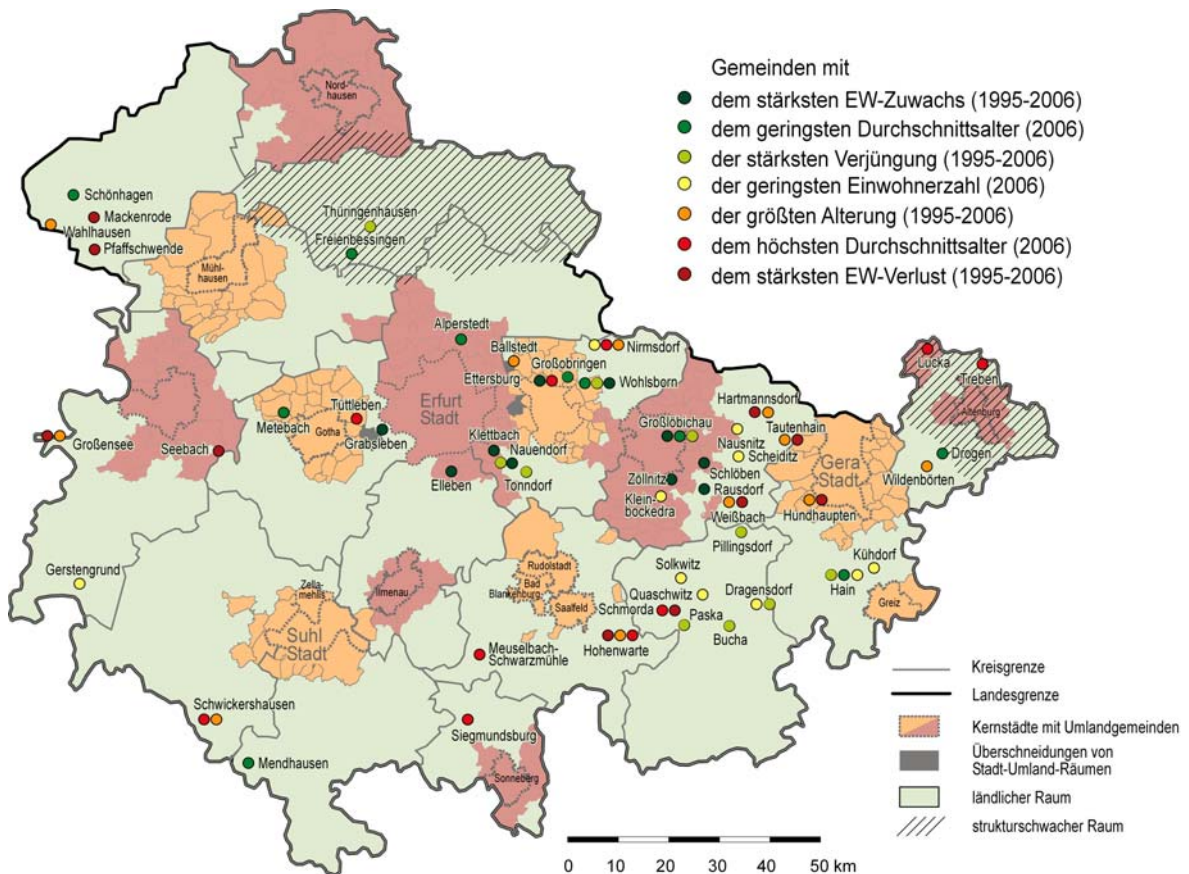 Gemeinden mit
dem stärksten EW-Zuwachs (1995-2006)
dem geringsten Durchschnittsalter (2006)
der stärksten Verjüngung (1995-2006)
der geringsten Einwohnerzahl (2006)
der größten Alterung (1995-2006)
dem höchsten Durchschnittsalter (2006)
dem stärksten EW-Verlust (1995-2006)
Nord-
hausen
Schönhagen
Mackenrode
Wahlhausen
Pfaffschwende
Thüringenhausen
Freienbessingen
Mühl-
hausen
Alperstedt
Ballstedt
Nirmsdorf
Großobringen
Ettersburg
Wohlsborn
Erfurt
Stadt
Lucka
Treben
Altenburg
Hartmannsdorf
Tüttleben
Metebach
Gotha
Grabsleben
Großensee
Seebach
Klettbach
Nauendorf
Tonndorf
Elleben
Großlöbichau
Nausnitz
Scheiditz
Tautenhain
Gera
Stadt
Drogen
Wildenbörten
Zöllnitz
Schlöben
Klein-
bockedra
Rausdorf
Weißbach
Hundhaupten
Pillingsdorf
Gerstengrund
Zella-
mehlis
Suhl
Stadt
Ilmenau
Rudolstadt
Bad
Blankenburg
Saalfeld
Solkwitz
Quaschwitz
Dragensdorf
Schmorda
Paska
Bucha
Hohenwarte
Kühdorf
Hain
Greiz
Meuselbach-
Schwarzmühle
Schwickershausen
Siegmundsburg
Mendhausen
Sonneberg
Kreisgrenze
Landesgrenze
Kernstädte mit Umlandgemeinden
Überschneidungen von
Stadt-Umland-Räumen
ländlicher Raum
strukturschwacher Raum
0 10 20 30 40 50 km